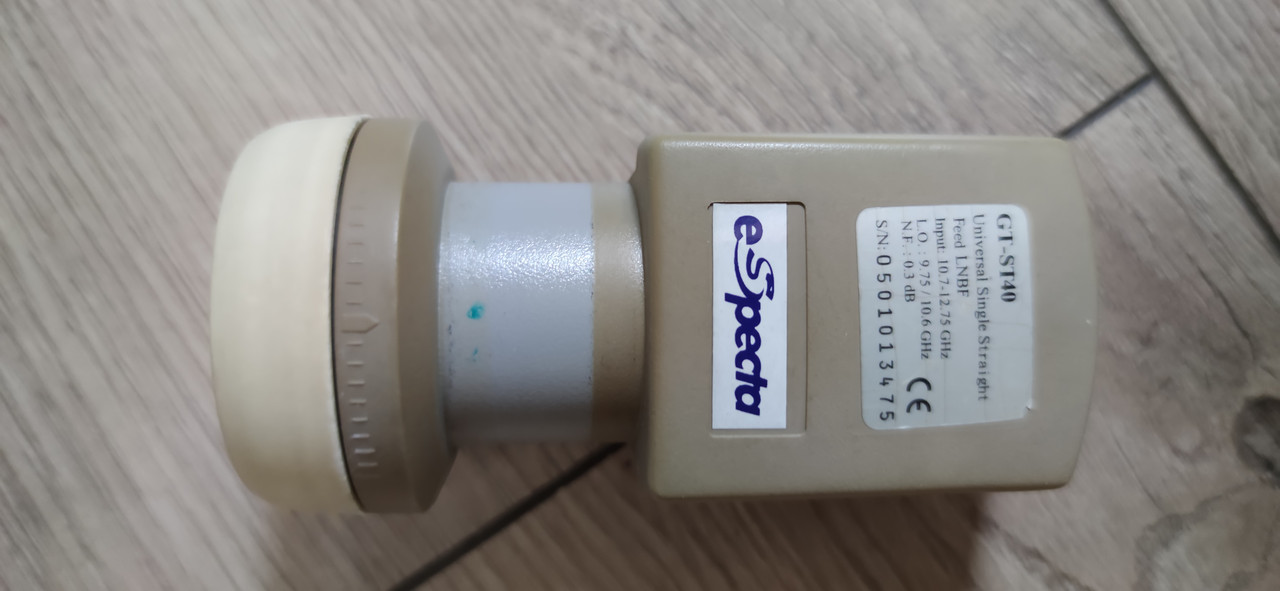 eSpecta
GT-ST40
Universal Single Straight
Feed LNBF
Input: 10.7-12.75 GHz
L.O. : 9.75 / 10.6 GHz
N.F. : 0.3 dB
CE
S/N:0501013475